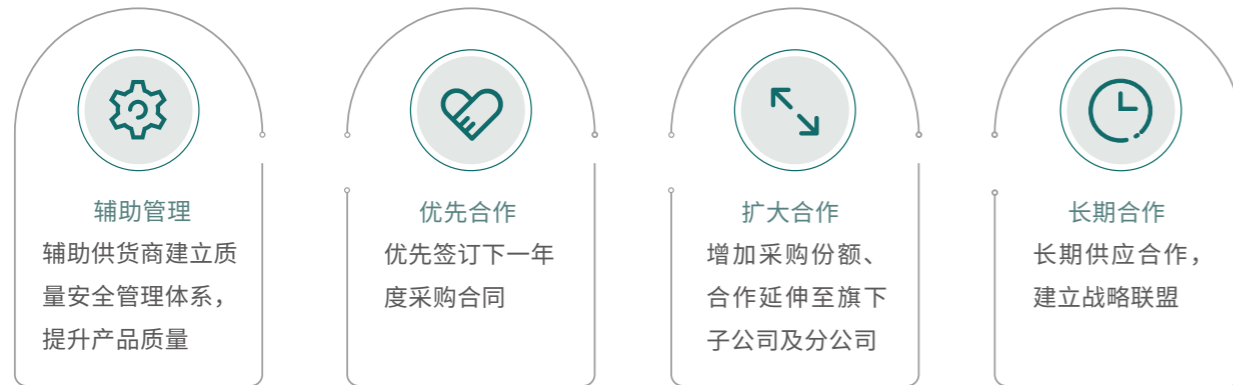 辅助管理
辅助供货商建立质
量安全管理体系，
提升产品质量
优先合作
优先签订下一年
度采购合同
扩大合作
增加采购份额、
合作延伸至旗下
子公司及分公司
长期合作
长期供应合作，
建立战略联盟